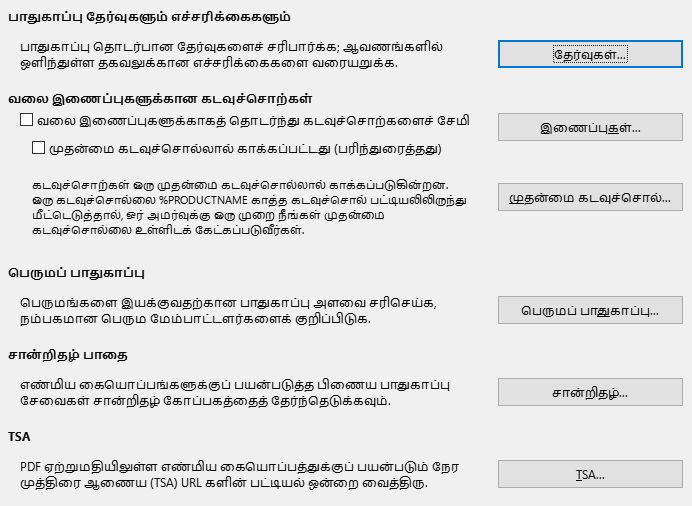 பாதுகாப்பு தேர்வுகளும் எச்சரிக்கைகளும்
பாதுகாப்பு தொடர்பான தேர்வுகளைச் சரிபார்க்க; ஆவணங்களில்
ஒளிந்துள்ள தகவலுக்கான எச்சரிக்கைகளை வரையறுக்க.
தேர்வுகள்...
வலை இணைப்புகளுக்கான கடவுச்சொற்கள்
வலை இணைப்புகளுக்காகத் தொடர்ந்து கடவுச்சொற்களைச் சேமி
இணைப்புகள்...
முதன்மை கடவுச்சொல்லால் காக்கப்பட்டது (பரிந்துரைத்தது)
கடவுச்சொற்கள் ஒரு முதன்மை கடவுச்சொல்லால் காக்கப்படுகின்றன.
ஒரு கடவுச்சொல்லை %PRODUCTNAME காத்த கடவுச்சொல் பட்டியலிலிருந்து
மீட்டெடுத்தால், ஓர் அமர்வுக்கு ஒரு முறை நீங்கள் முதன்மை
கடவுச்சொல்லை உள்ளிடக் கேட்கப்படுவீர்கள்.
முதன்மை கடவுச்சொல்...
பெருமப் பாதுகாப்பு
பெருமங்களை இயக்குவதற்கான பாதுகாப்பு அளவை சரிசெய்க,
நம்பகமான பெரும மேம்பாட்டளர்களைக் குறிப்பிடுக.
பெருமப் பாதுகாப்பு...
சான்றிதழ் பாதை
எண்மிய கையொப்பங்களுக்குப் பயன்படுத்த பிணைய பாதுகாப்பு
சேவைகள் சான்றிதழ் கோப்பகத்தைத் தேர்ந்தெடுக்கவும்.
சான்றிதழ்...
TSA
PDF ஏற்றுமதியிலுள்ள எண்மிய கையொப்பத்துக்குப் பயன்படும் நேர
முத்திரை ஆணைய (TSA) URL களின் பட்டியல் ஒன்றை வைத்திரு.
TSA...